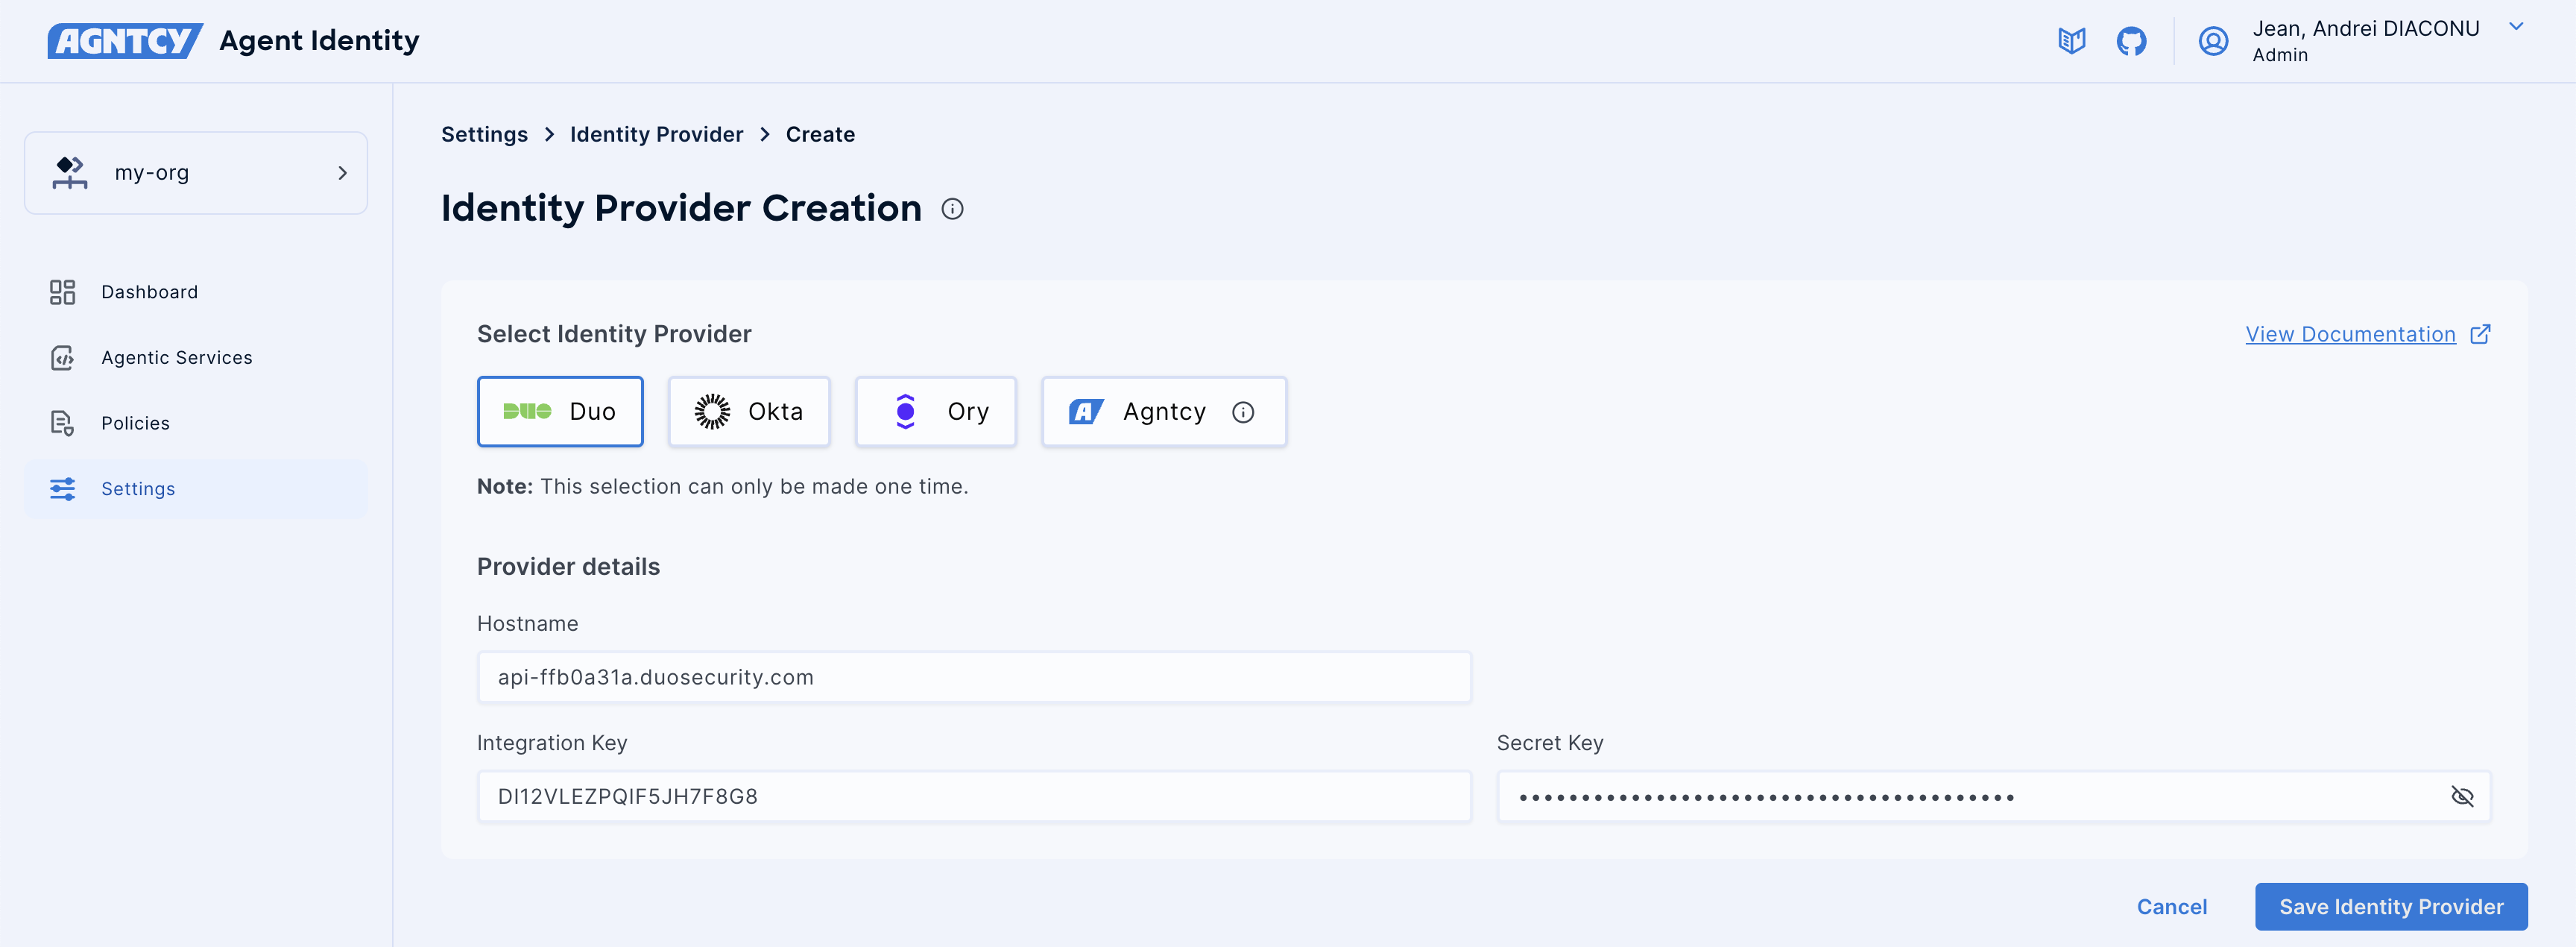 AGNTCY Agent Identity
Jean, Andrei DIACONU
Admin
my-org
Dashboard
Agentic Services
Policies
Settings
Settings > Identity Provider > Create
Identity Provider Creation
Select Identity Provider
View Documentation
DUO Duo
Okta
Ory
A Agntcy
Note: This selection can only be made one time.
Provider details
Hostname
api-ffb0a31a.duosecurity.com
Integration Key
Secret Key
DI12VLEZPQIF5JH7F8G8
••••••••••••••••••••••••••••••••••••••••
Cancel
Save Identity Provider